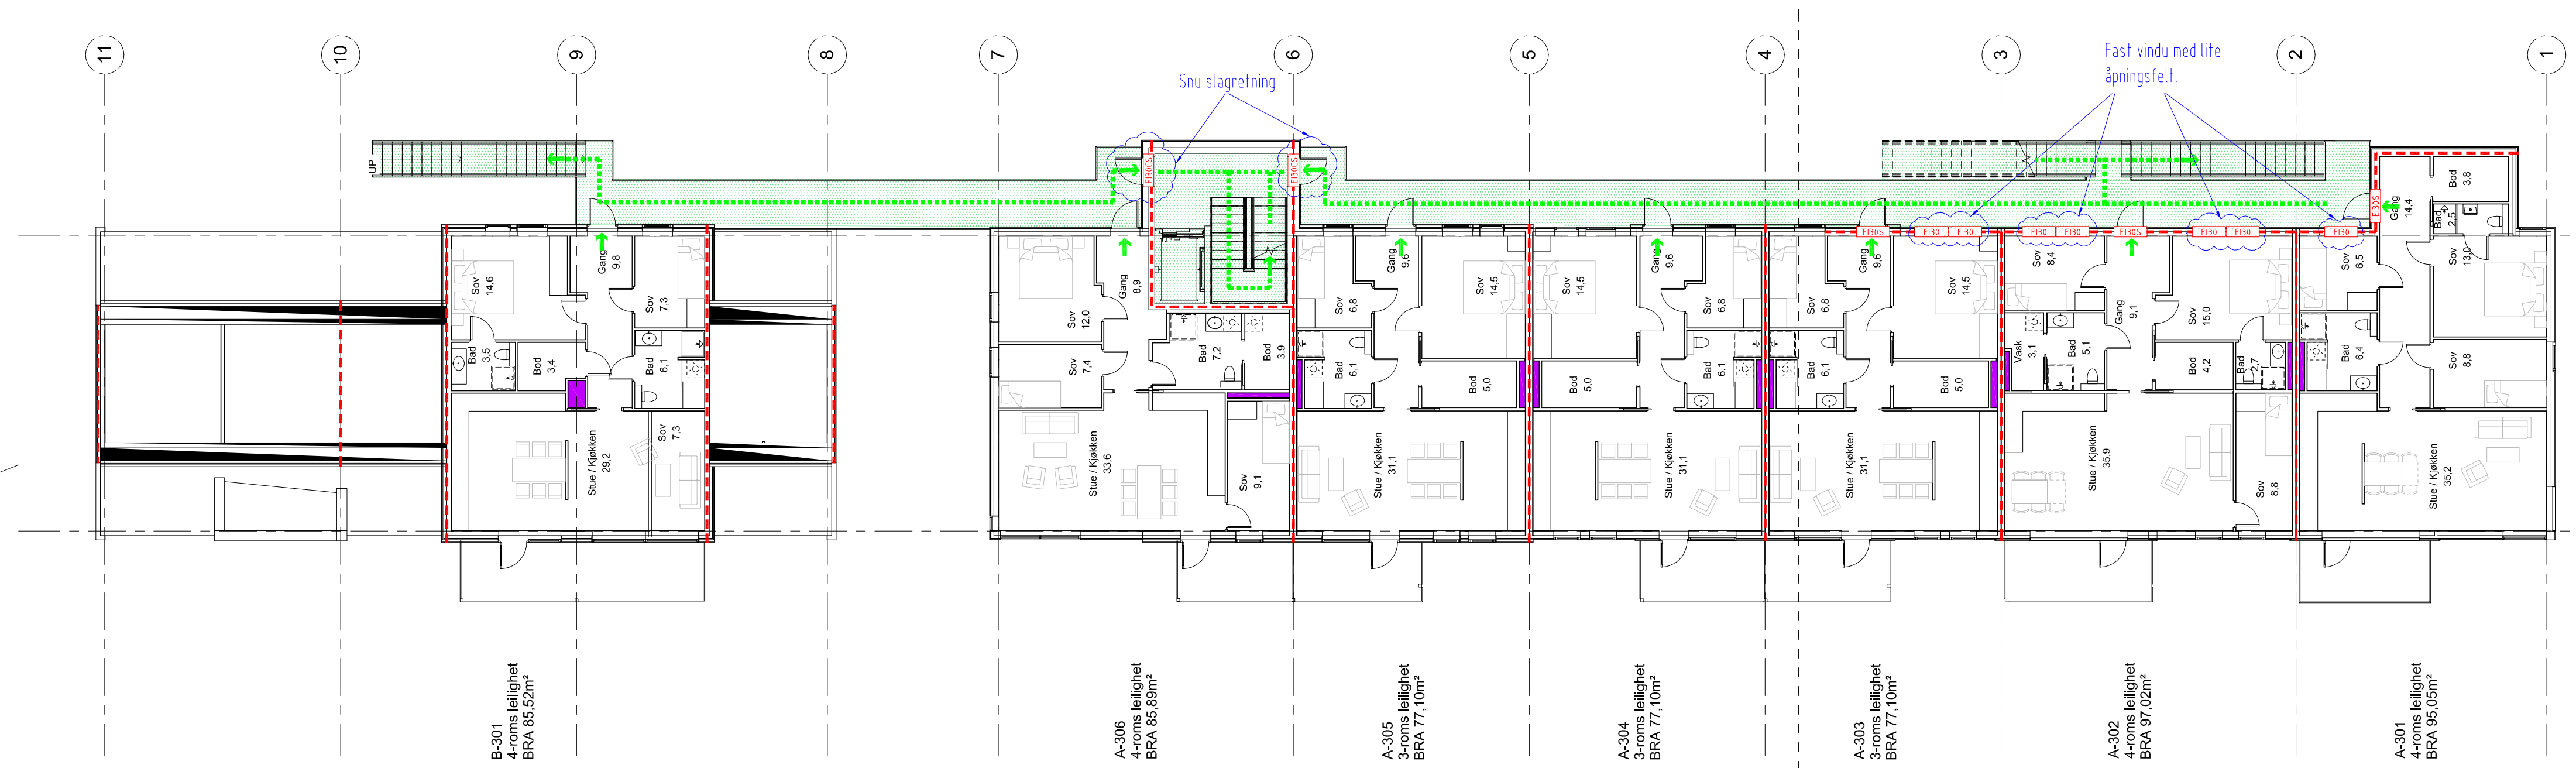 11
10
9
8
7
6
5
4
3
2
1
Snu slagretning.
Fast vindu med lite
åpningsfelt.
UP
EI30CS
EI30CS
EI30S
EI30
EI30
EI30
EI30
EI30S
EI30
EI30
EI30
EI30S
Sov
14,6
Gang
9,8
Sov
7,3
Bad
3,5
Bod
3,4
Bad
6,1
Stue / Kjøkken
29,2
Sov
7,3
Gang
8,9
Sov
12,0
Sov
7,4
Bad
7,2
Bod
3,9
Stue / Kjøkken
33,6
Sov
9,1
Gang
9,6
Sov
6,8
Sov
14,5
Bad
6,1
Bod
5,0
Stue / Kjøkken
31,1
Sov
14,5
Gang
9,6
Sov
6,8
Bod
5,0
Bad
6,1
Stue / Kjøkken
31,1
Gang
9,6
Sov
6,8
Sov
14,5
Bad
6,1
Bod
5,0
Stue / Kjøkken
31,1
Sov
8,4
Gang
9,1
Sov
15,0
Vask
3,1
Bad
5,1
Bod
4,2
Bad
2,7
Stue / Kjøkken
35,9
Sov
8,8
Gang
14,4
Bod
3,8
Bad
2,5
Sov
6,5
Sov
13,0
Bad
6,4
Sov
8,8
Stue / Kjøkken
35,2
B-301
4-roms leilighet
BRA 85,52m²
A-306
4-roms leilighet
BRA 85,89m²
A-305
3-roms leilighet
BRA 77,10m²
A-304
3-roms leilighet
BRA 77,10m²
A-303
3-roms leilighet
BRA 77,10m²
A-302
4-roms leilighet
BRA 97,02m²
A-301
4-roms leilighet
BRA 95,05m²